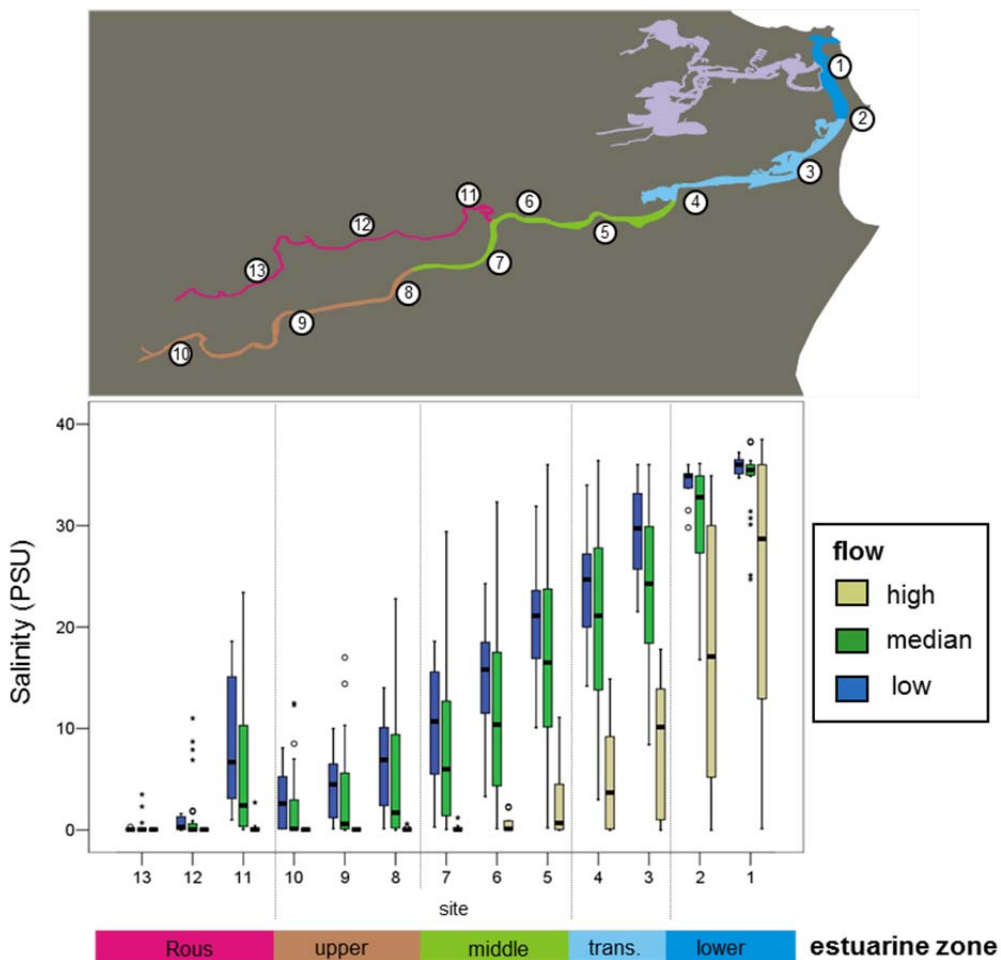 1
2
3
4
11
6
12
5
7
13
8
9
10
40
30
20
10
0
Salinity (PSU)
flow
high
median
low
13 12 11 10 9 8 7 6 5 4 3 2 1
site
Rous upper middle trans. lower estuarine zone